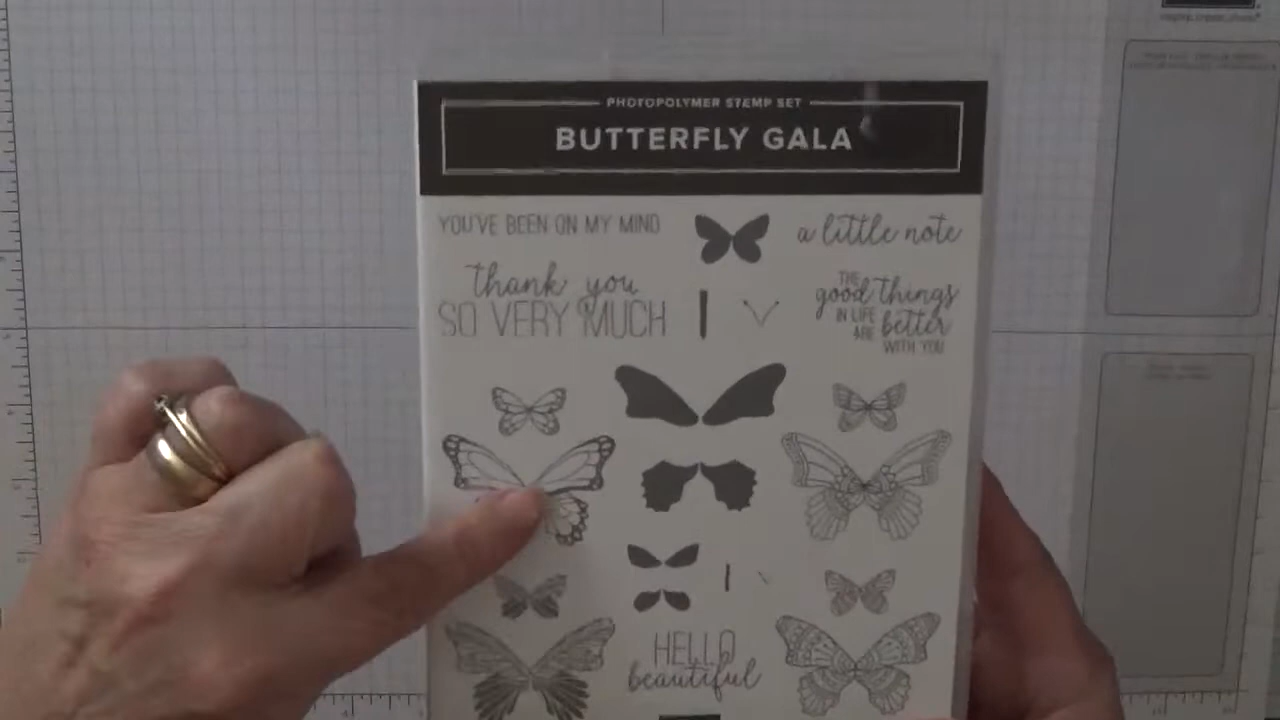 PHOTOPOLYMER STAMP SET
BUTTERFLY GALA
YOU'VE BEEN ON MY MIND
a little note
thank you
SO VERY MUCH
THE
good things
IN LIFE
ARE better
WITH YOU
HELLO
beautiful